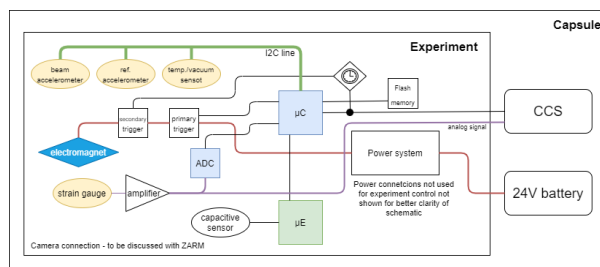 Capsule
Experiment
I2C line
beam
accelerometer
ref.
accelerometer
temp./vacuum
sensot
Flash
memory
secondary
trigger
primary
trigger
µC
CCS
analog signal
electromagnet
ADC
Power system
strain gauge
amplifier
Power connetcions not used
for experiment control not
shown for better clarity of
schematic
24V battery
capacitive
sensor
µE
Camera connection - to be discussed with ZARM